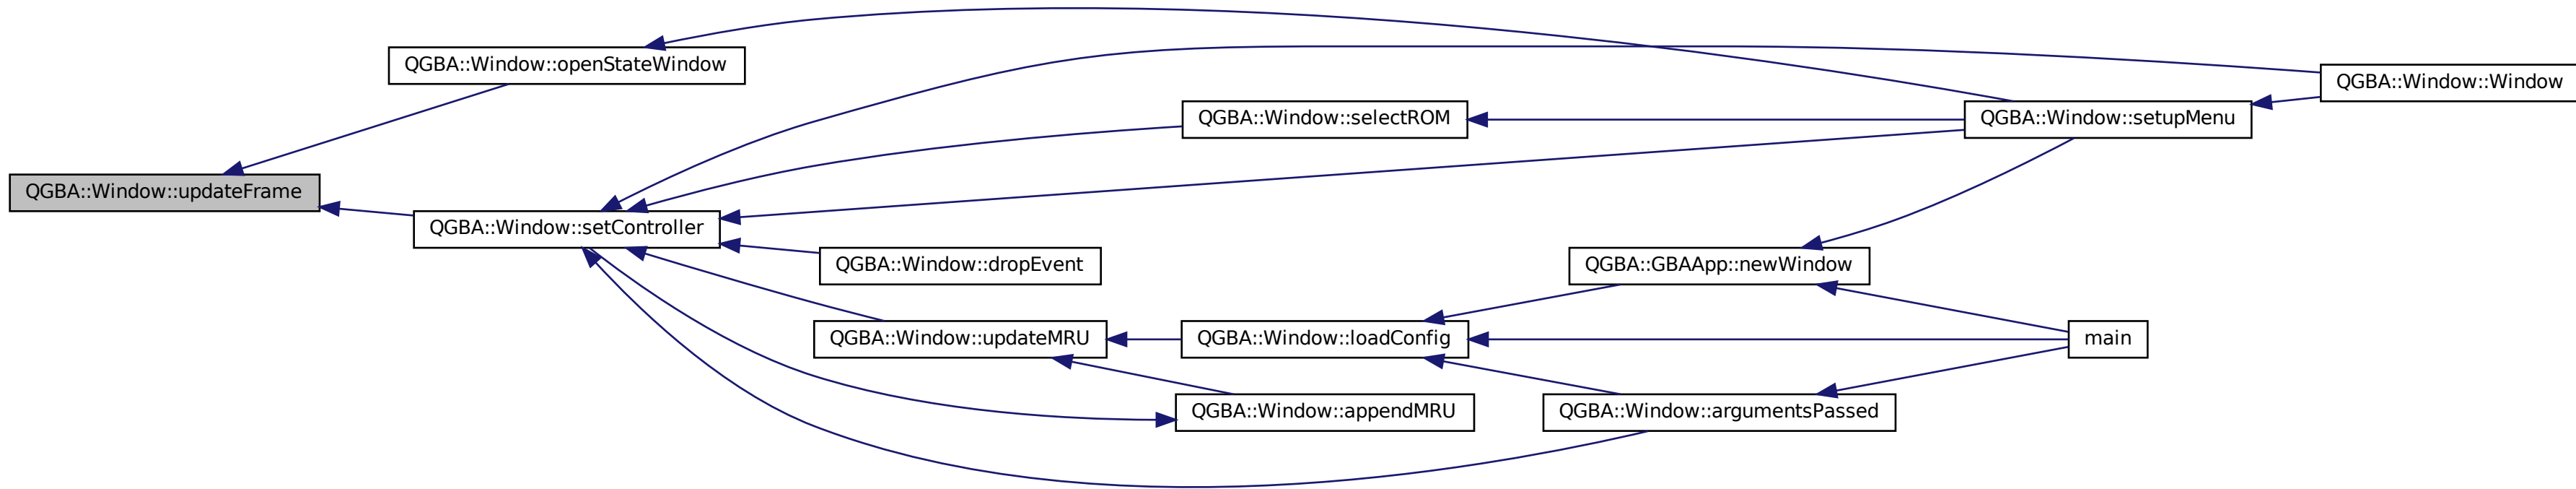 QGBA::Window::openStateWindow
QGBA::Window::Window
QGBA::Window::selectROM
QGBA::Window::setupMenu
QGBA::Window::updateFrame
QGBA::Window::setController
QGBA::Window::dropEvent
QGBA::GBAApp::newWindow
QGBA::Window::updateMRU
QGBA::Window::loadConfig
main
QGBA::Window::appendMRU
QGBA::Window::argumentsPassed